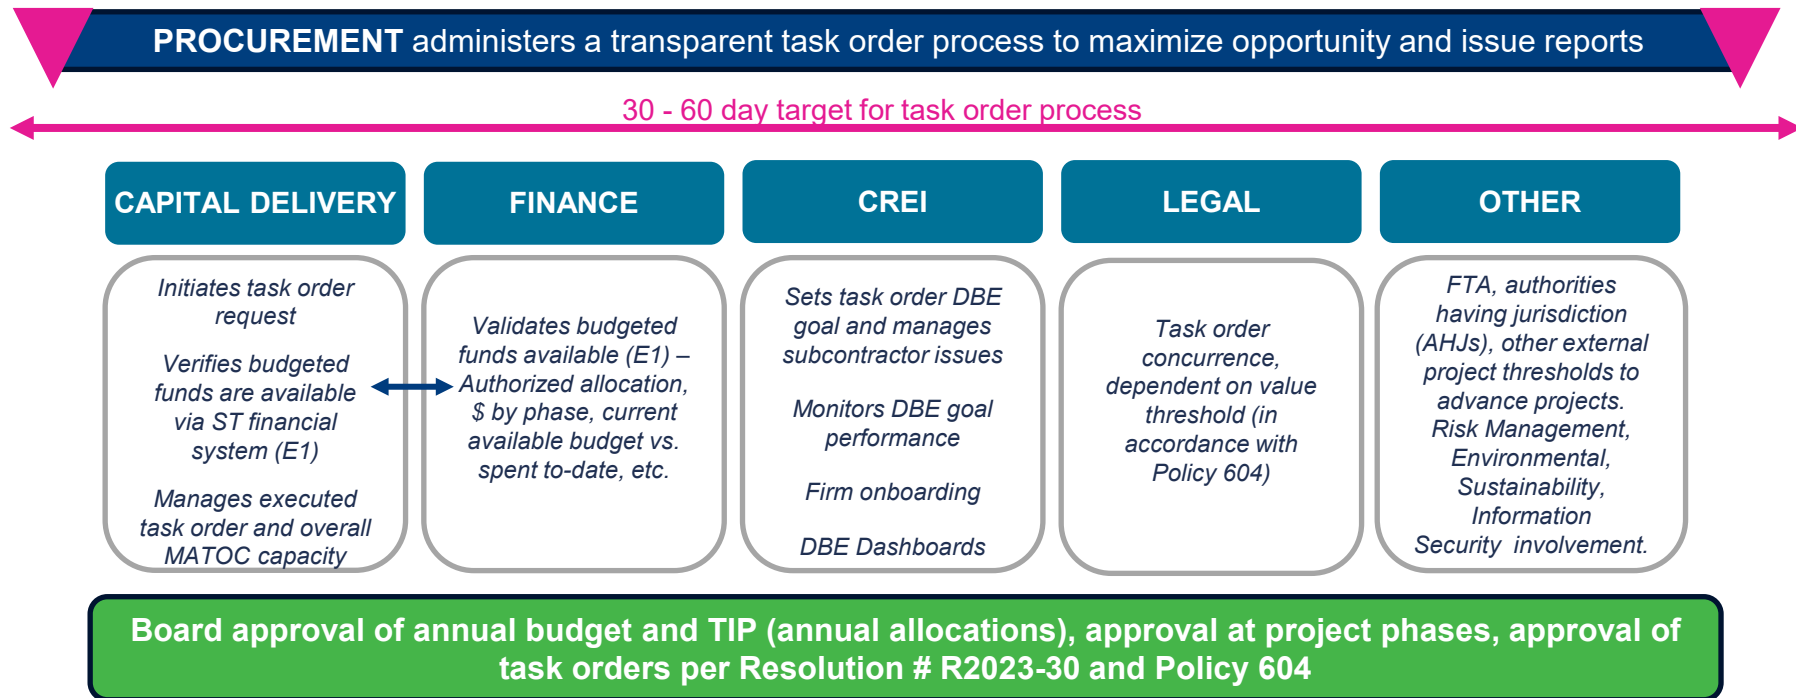 PROCUREMENT administers a transparent task order process to maximize opportunity and issue reports
30 - 60 day target for task order process
CAPITAL DELIVERY
Initiates task order
request
Verifies budgeted
funds are available
via ST financial
system (E1)
Manages executed
task order and overall
MATOC capacity
FINANCE
Validates budgeted
funds available (E1) –
Authorized allocation,
$ by phase, current
available budget vs.
spent to-date, etc.
CREI
Sets task order DBE
goal and manages
subcontractor issues
Monitors DBE goal
performance
Firm onboarding
DBE Dashboards
LEGAL
Task order
concurrence,
dependent on value
threshold (in
accordance with
Policy 604)
OTHER
FTA, authorities
having jurisdiction
(AHJs), other external
project thresholds to
advance projects.
Risk Management,
Environmental,
Sustainability,
Information
Security involvement.
Board approval of annual budget and TIP (annual allocations), approval at project phases, approval of
task orders per Resolution # R2023-30 and Policy 604